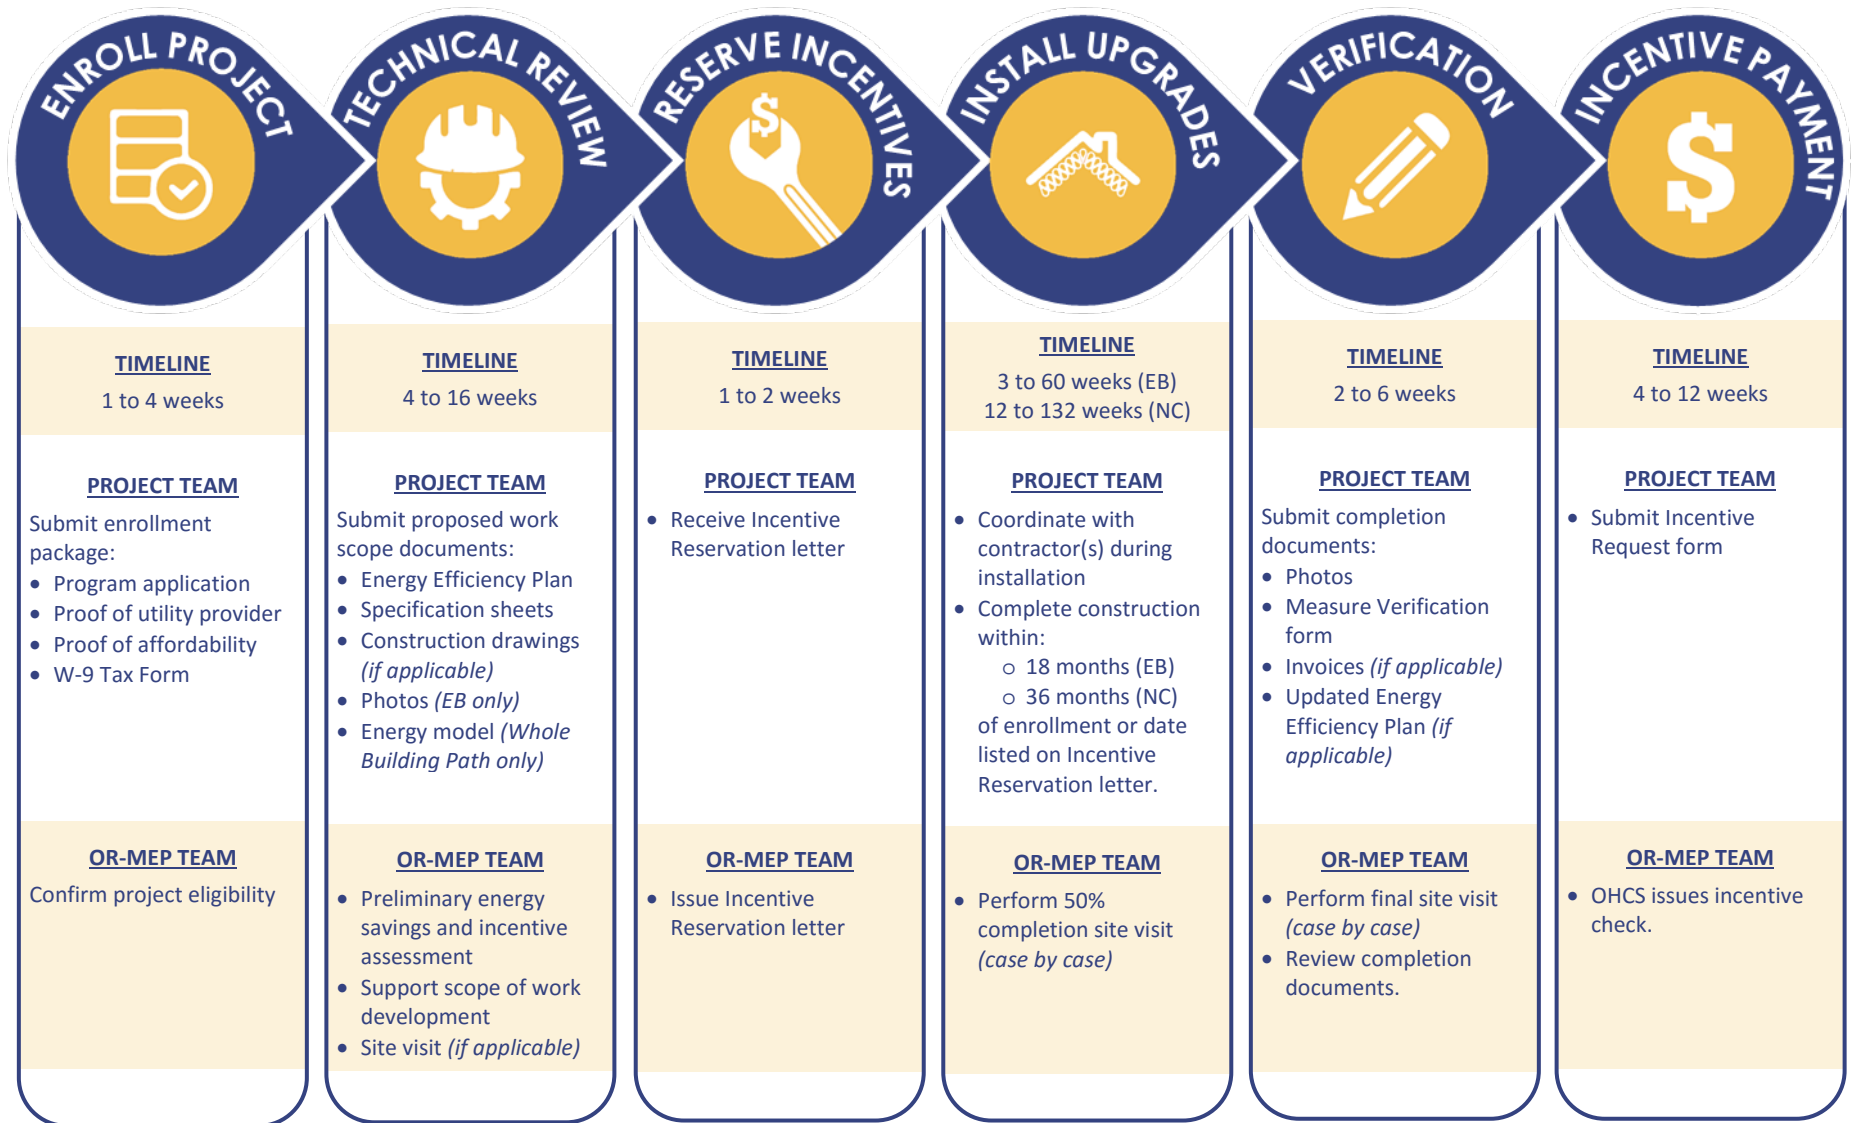 ENROLL PROJECT
TIMELINE
1 to 4 weeks
PROJECT TEAM
Submit enrollment
package:
• Program application
• Proof of utility provider
• Proof of affordability
• W-9 Tax Form
OR-MEP TEAM
Confirm project eligibility
TECHNICAL REVIEW
TIMELINE
4 to 16 weeks
PROJECT TEAM
Submit proposed work
scope documents:
• Energy Efficiency Plan
• Specification sheets
• Construction drawings
(if applicable)
• Photos (EB only)
• Energy model (Whole
Building Path only)
OR-MEP TEAM
• Preliminary energy
savings and incentive
assessment
• Support scope of work
development
• Site visit (if applicable)
RESERVE INCENTIVES
$
TIMELINE
1 to 2 weeks
PROJECT TEAM
• Receive Incentive
Reservation letter
OR-MEP TEAM
• Issue Incentive
Reservation letter
INSTALL UPGRADES
TIMELINE
3 to 60 weeks (EB)
12 to 132 weeks (NC)
PROJECT TEAM
• Coordinate with
contractor(s) during
installation
• Complete construction
within:
o 18 months (EB)
o 36 months (NC)
of enrollment or date
listed on Incentive
Reservation letter.
OR-MEP TEAM
• Perform 50%
completion site visit
(case by case)
VERIFICATION
TIMELINE
2 to 6 weeks
PROJECT TEAM
Submit completion
documents:
• Photos
• Measure Verification
form
• Invoices (if applicable)
• Updated Energy
Efficiency Plan (if
applicable)
OR-MEP TEAM
• Perform final site visit
(case by case)
• Review completion
documents.
INCENTIVE PAYMENT
$
TIMELINE
4 to 12 weeks
PROJECT TEAM
• Submit Incentive
Request form
OR-MEP TEAM
• OHCS issues incentive
check.